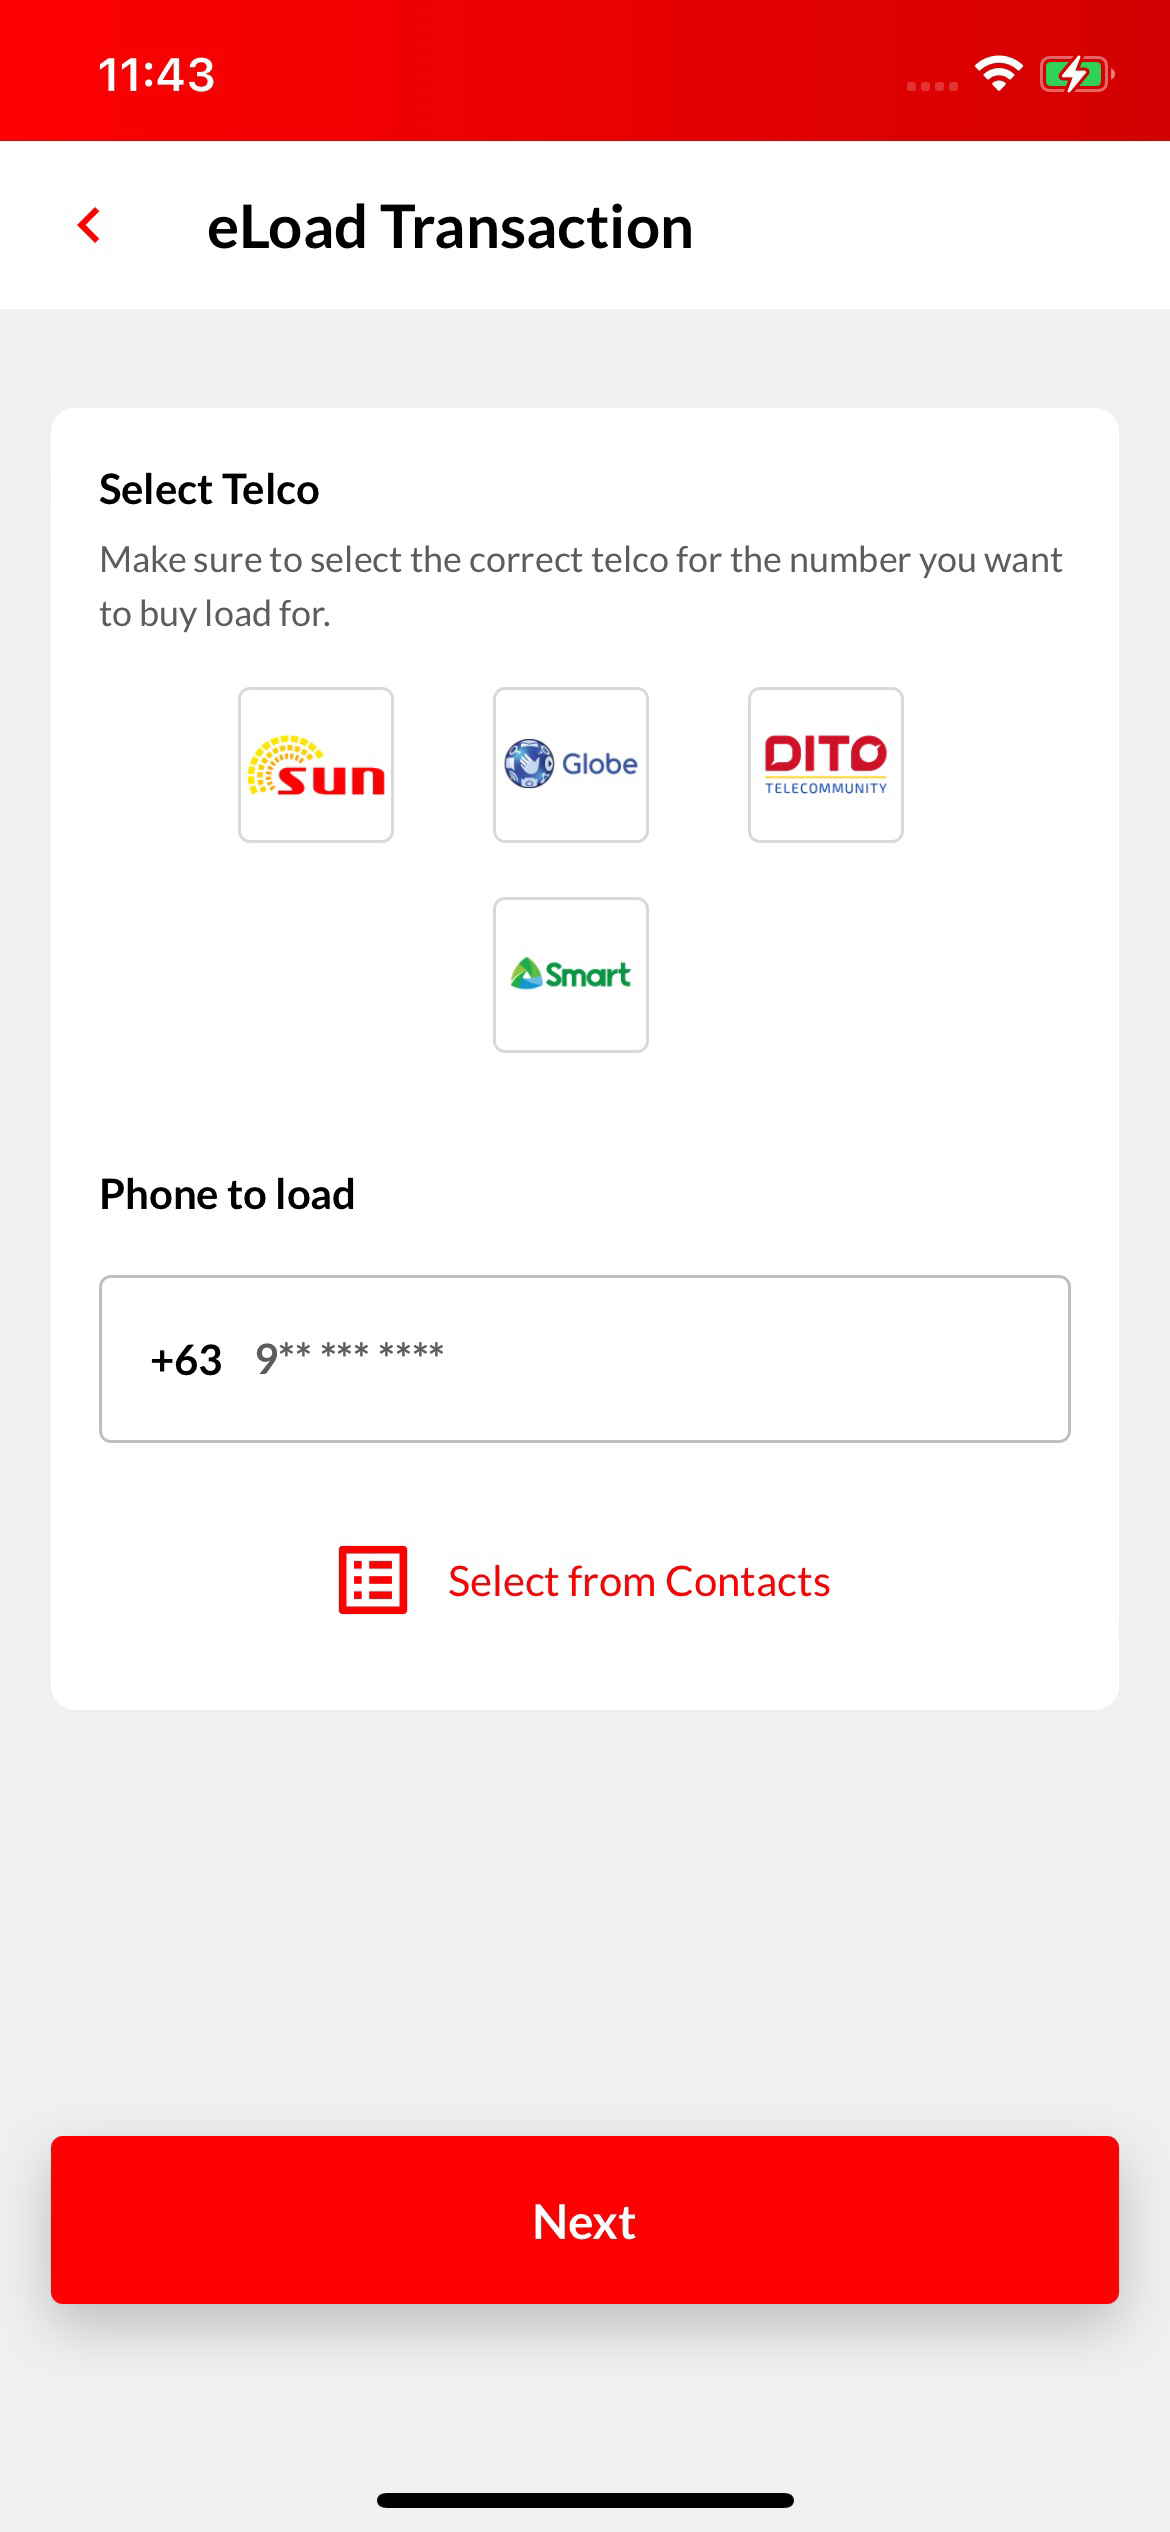 11:43
eLoad Transaction
Select Telco
Make sure to select the correct telco for the number you want
to buy load for.
sun
Globe
DITO
TELECOMMUNITY
Smart
Phone to load
+63 9** *** ****
Select from Contacts
Next